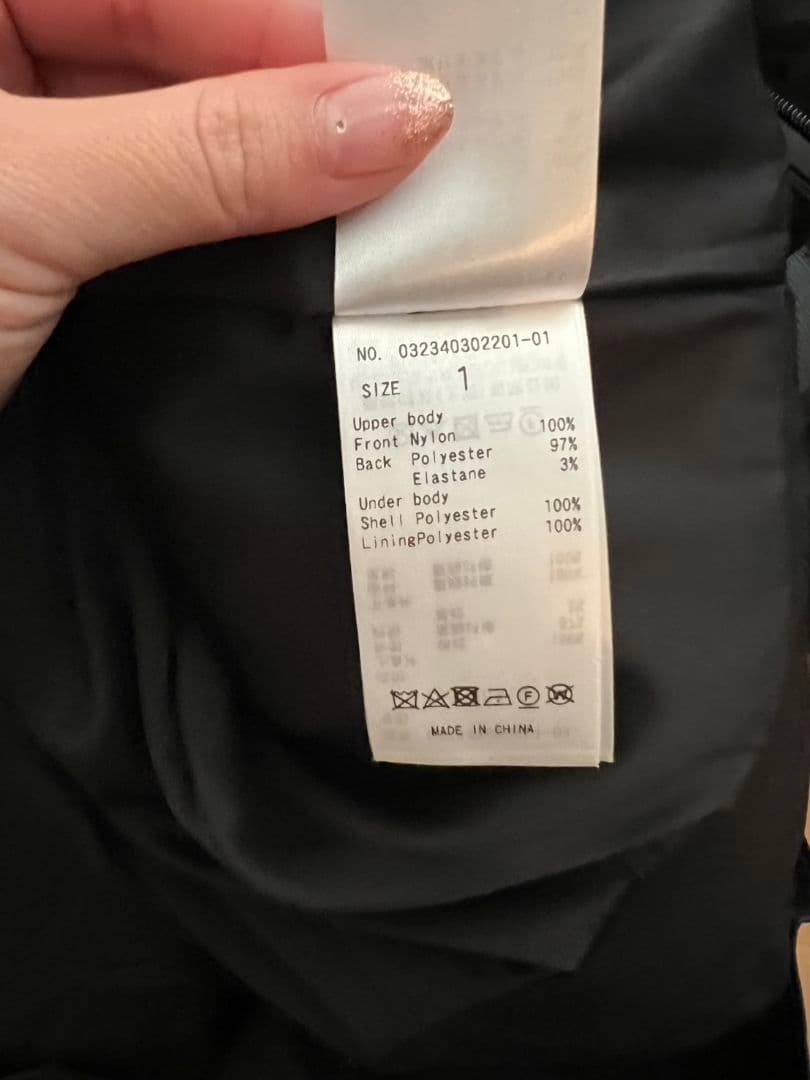 NO. 032340302201-01
SIZE 1
Upper body
Front Nylon 100%
Back Polyester 97%
Elastane 3%
Under body
Shell Polyester 100%
LiningPolyester 100%
F W
MADE IN CHINA